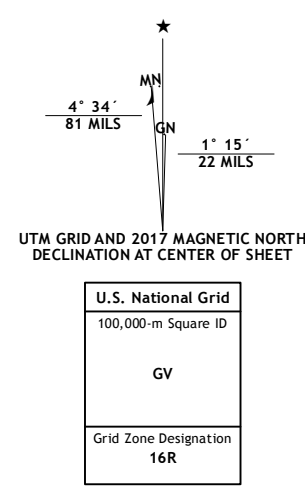 ★
MN
4° 34´
81 MILS
GN
1° 15´
22 MILS
UTM GRID AND 2017 MAGNETIC NORTH
DECLINATION AT CENTER OF SHEET
U.S. National Grid
100,000-m Square ID
GV
Grid Zone Designation
16R